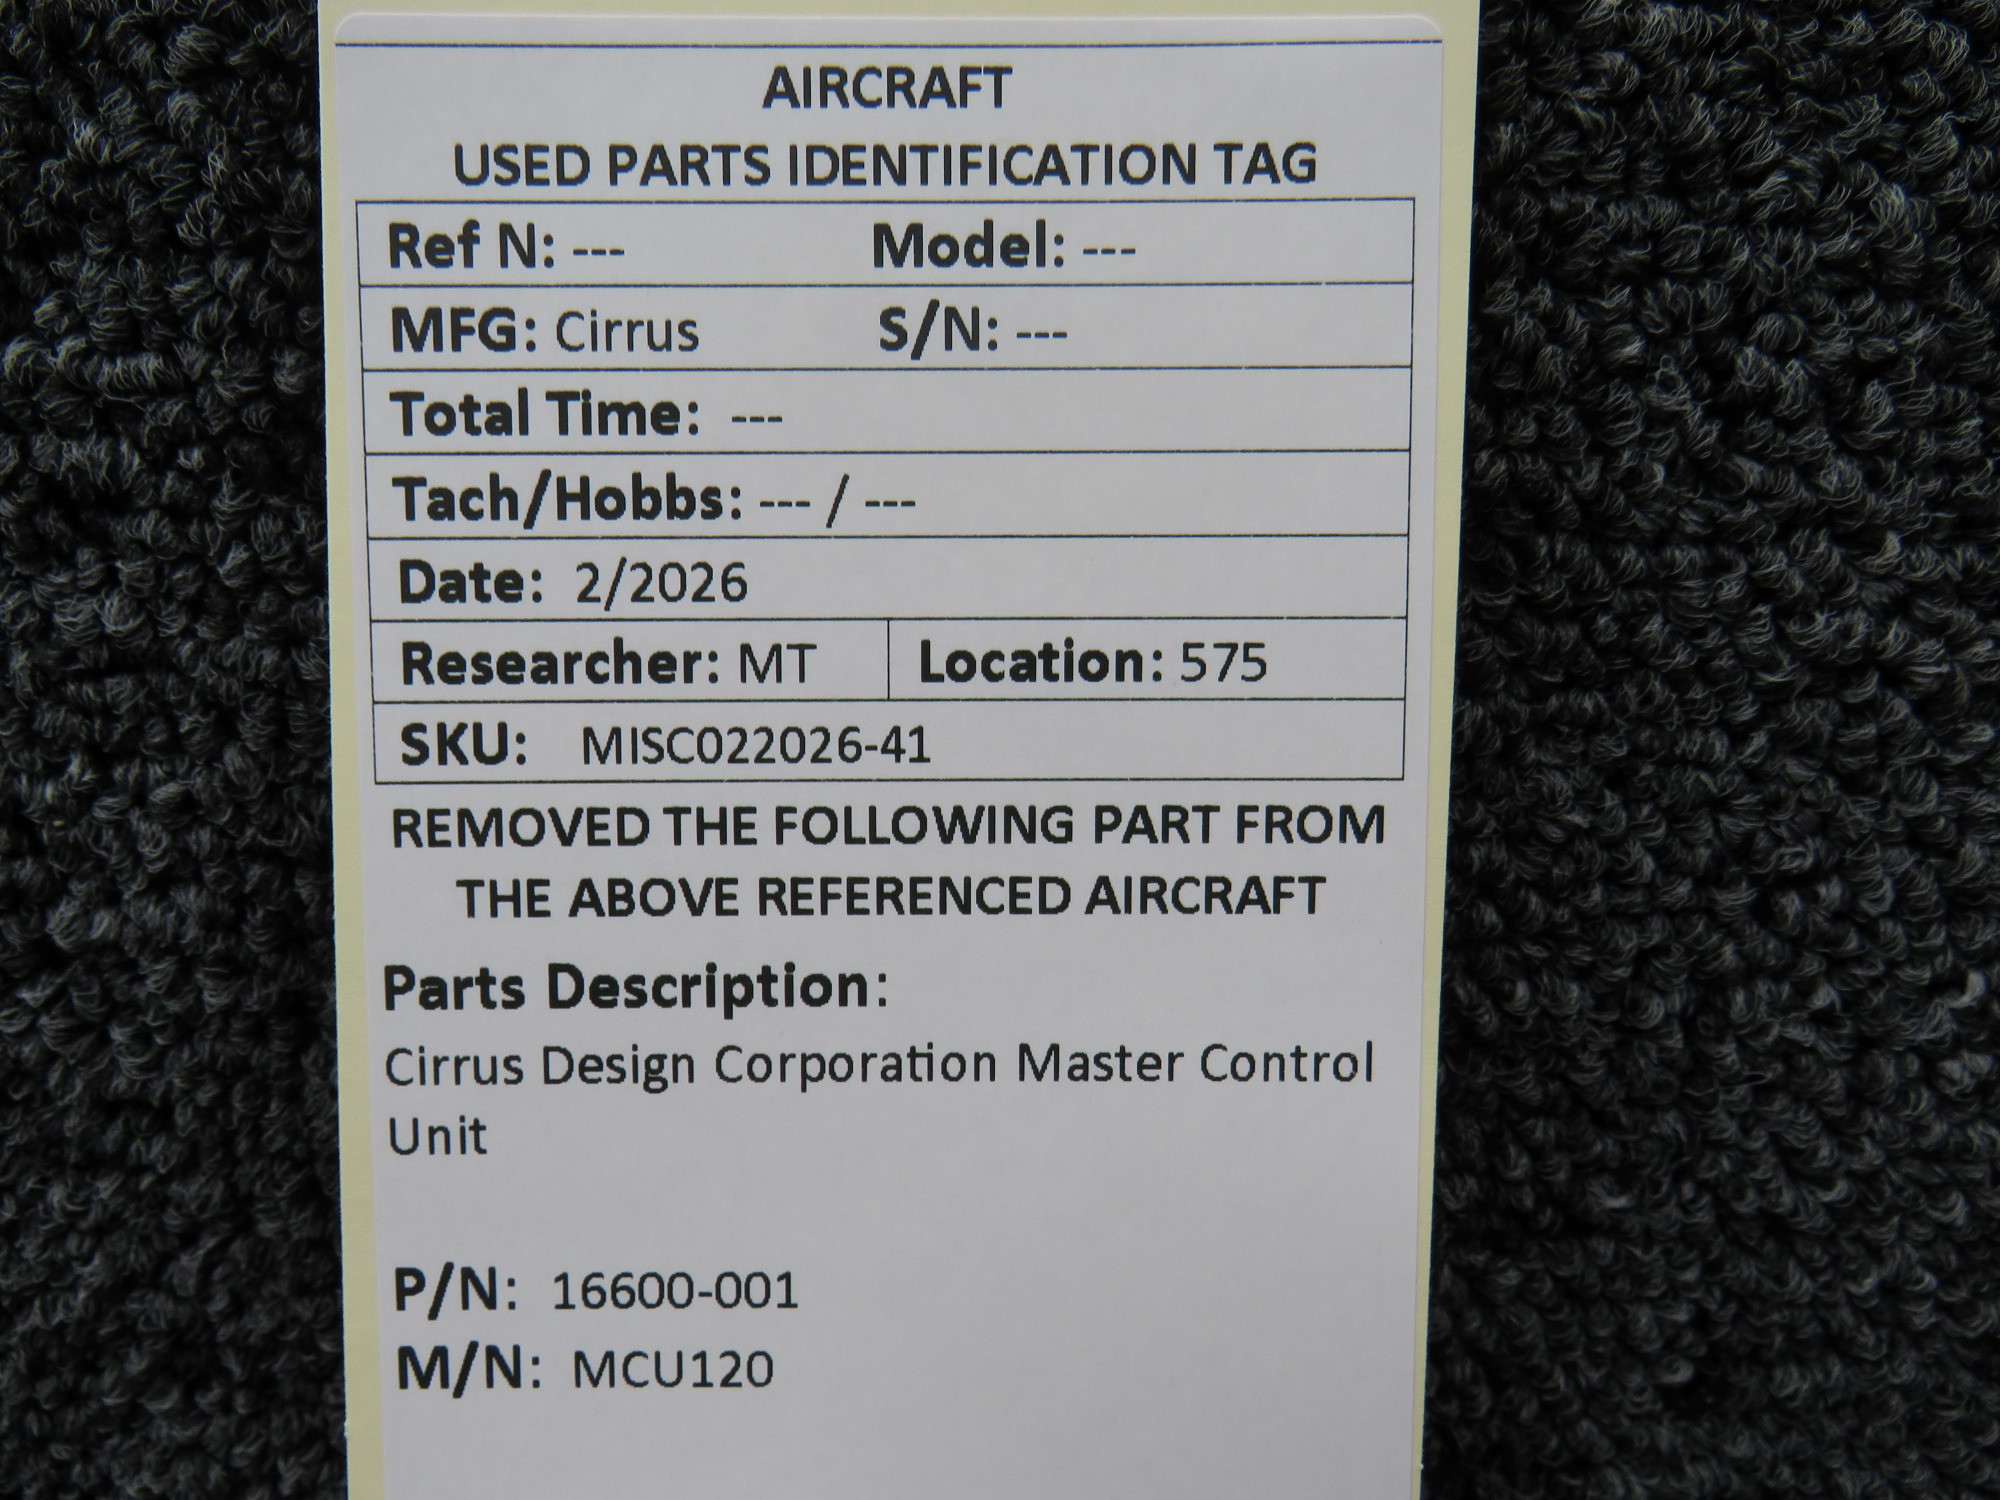 AIRCRAFT
USED PARTS IDENTIFICATION TAG
Ref N: --- Model: ---
MFG: Cirrus S/N: ---
Total Time: ---
Tach/Hobbs: --- / ---
Date: 2/2026
Researcher: MT Location: 575
SKU: MISC022026-41
REMOVED THE FOLLOWING PART FROM
THE ABOVE REFERENCED AIRCRAFT
Parts Description:
Cirrus Design Corporation Master Control
Unit
P/N: 16600-001
M/N: MCU120